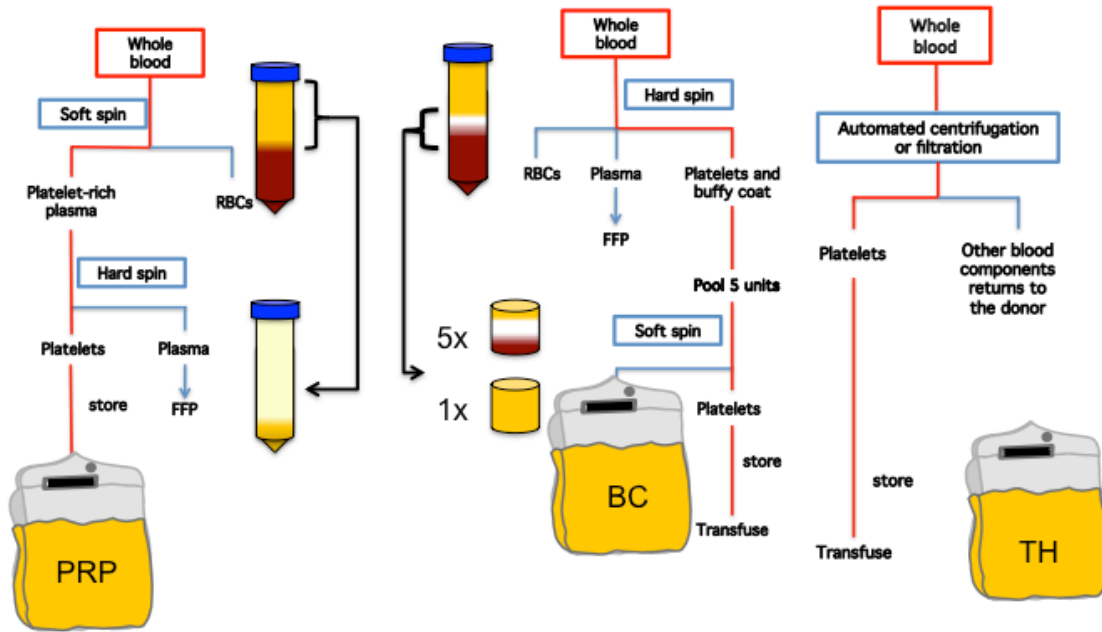 Whole
blood
Soft spin
Platelet-rich
plasma
RBCs
Hard spin
Platelets
Plasma
store
FFP
PRP
Whole
blood
Hard spin
RBCs
Plasma
Platelets and
buffy coat
FFP
Pool 5 units
5x
Soft spin
1x
Platelets
store
BC
Transfuse
Whole
blood
Automated centrifugation
or filtration
Platelets
Other blood
components
returns to
the donor
store
Transfuse
TH